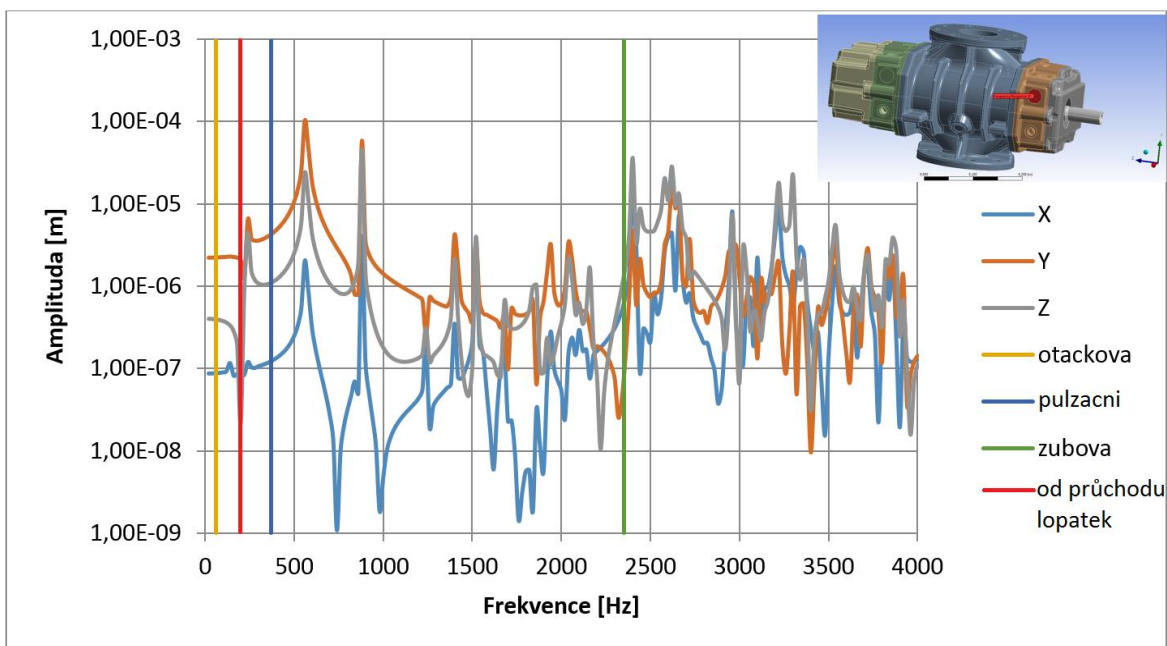 1,00E-03
1,00E-04
1,00E-05
1,00E-06
1,00E-07
1,00E-08
1,00E-09
Amplituda [m]
0 500 1000 1500 2000 2500 3000 3500 4000
Frekvence [Hz]
X
Y
Z
otackova
pulzacni
zubova
od průchodu
lopatek